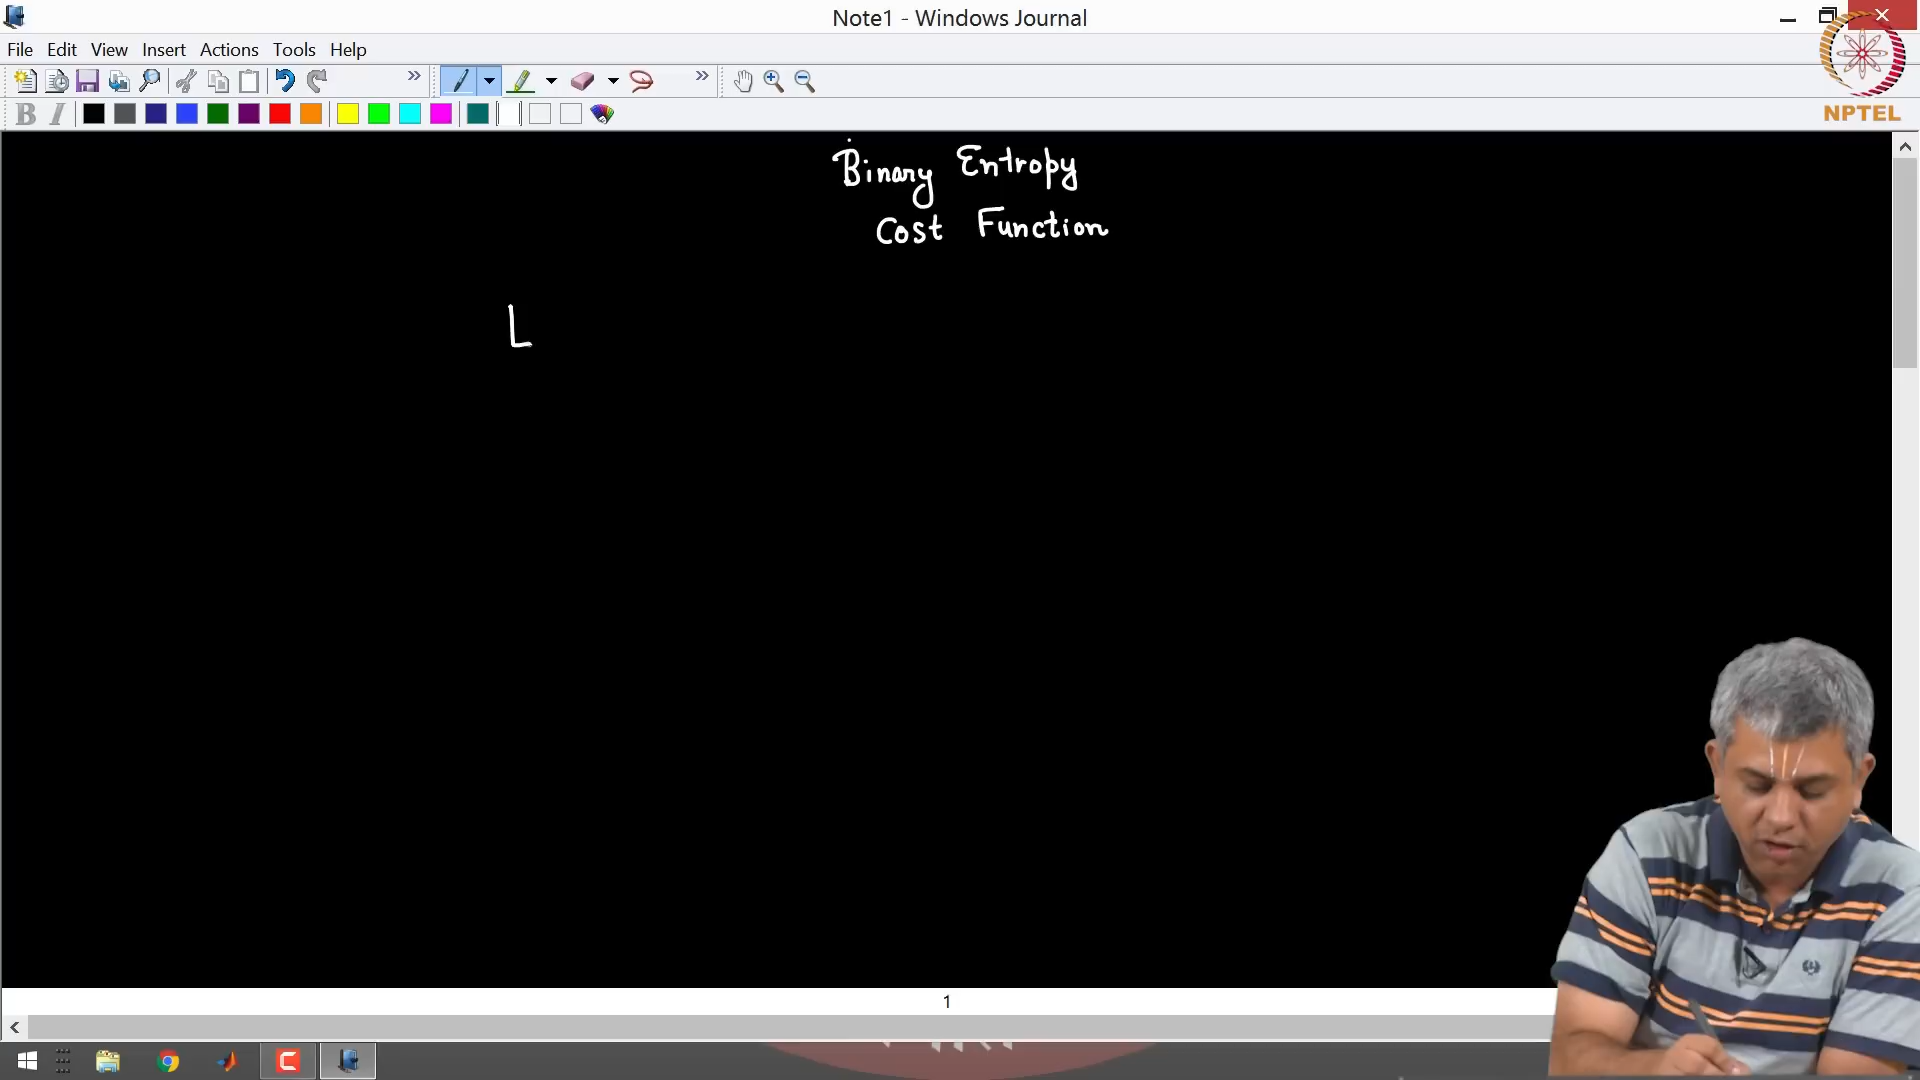 Note1 - Windows Journal
File Edit View Insert Actions Tools Help
B I
NPTEL
Binary Entropy
Cost Function
L
1